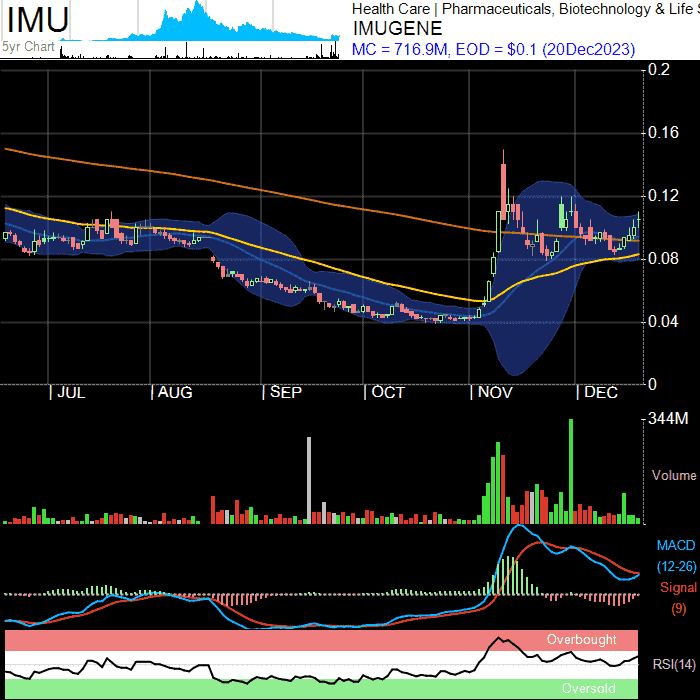 IMU
5yr Chart
Health Care | Pharmaceuticals, Biotechnology & Life S
IMUGENE
MC = 716.9M, EOD = $0.1 (20Dec2023)
0.2
0.16
0.12
0.08
0.04
0
JUL AUG SEP OCT NOV DEC
344M
Volume
MACD
(12-26)
Signal
(9)
Overbought
RSI(14)
Oversold